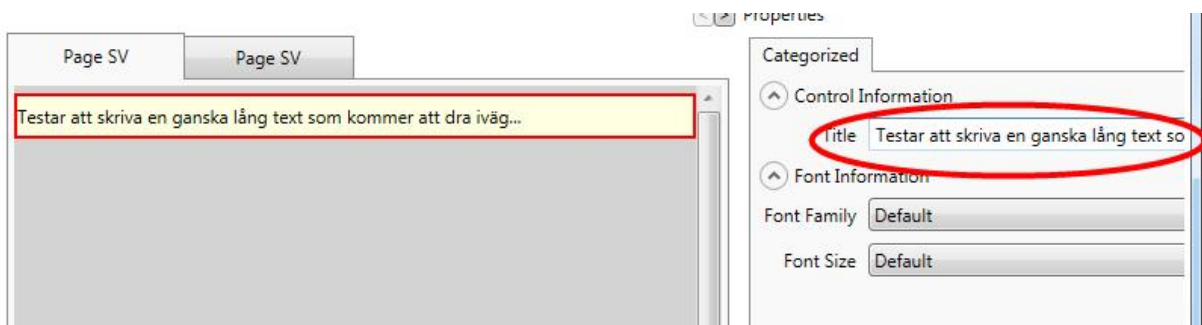 < > Properties
Page SV
Page SV
Testar att skriva en ganska lång text som kommer att dra iväg...
Categorized
Control Information
Title Testar att skriva en ganska lång text so
Font Information
Font Family Default
Font Size Default